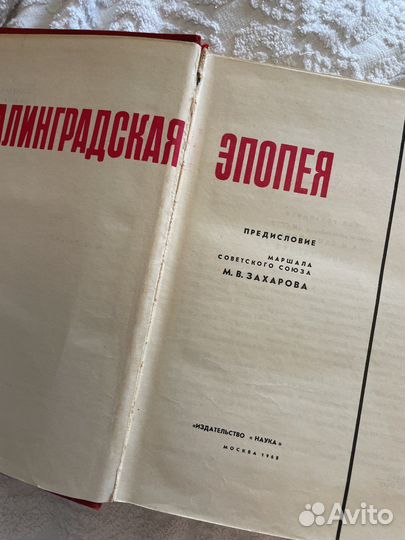 АЛИНГРАДСКАЯ ЭПОПЕЯ
ПРЕДИСЛОВИЕ
МАРШАЛА
СОВЕТСКОГО СОЮЗА
М. В. ЗАХАРОВА
«ИЗДАТЕЛЬСТВО «НАУКА»
МОСКВА 1968
Avito